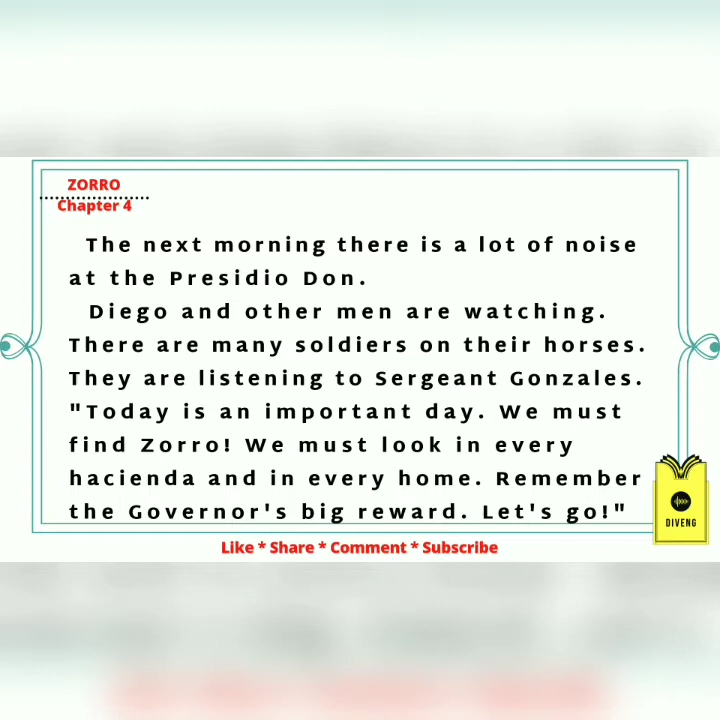 ZORRO
Chapter 4
The next morning there is a lot of noise
at the Presidio Don.
Diego and other men are watching.
There are many soldiers on their horses.
They are listening to Sergeant Gonzales.
"Today is an important day. We must
find Zorro! We must look in every
hacienda and in every home. Remember
the Governor's big reward. Let's go!"
DIVENG
Like * Share * Comment * Subscribe